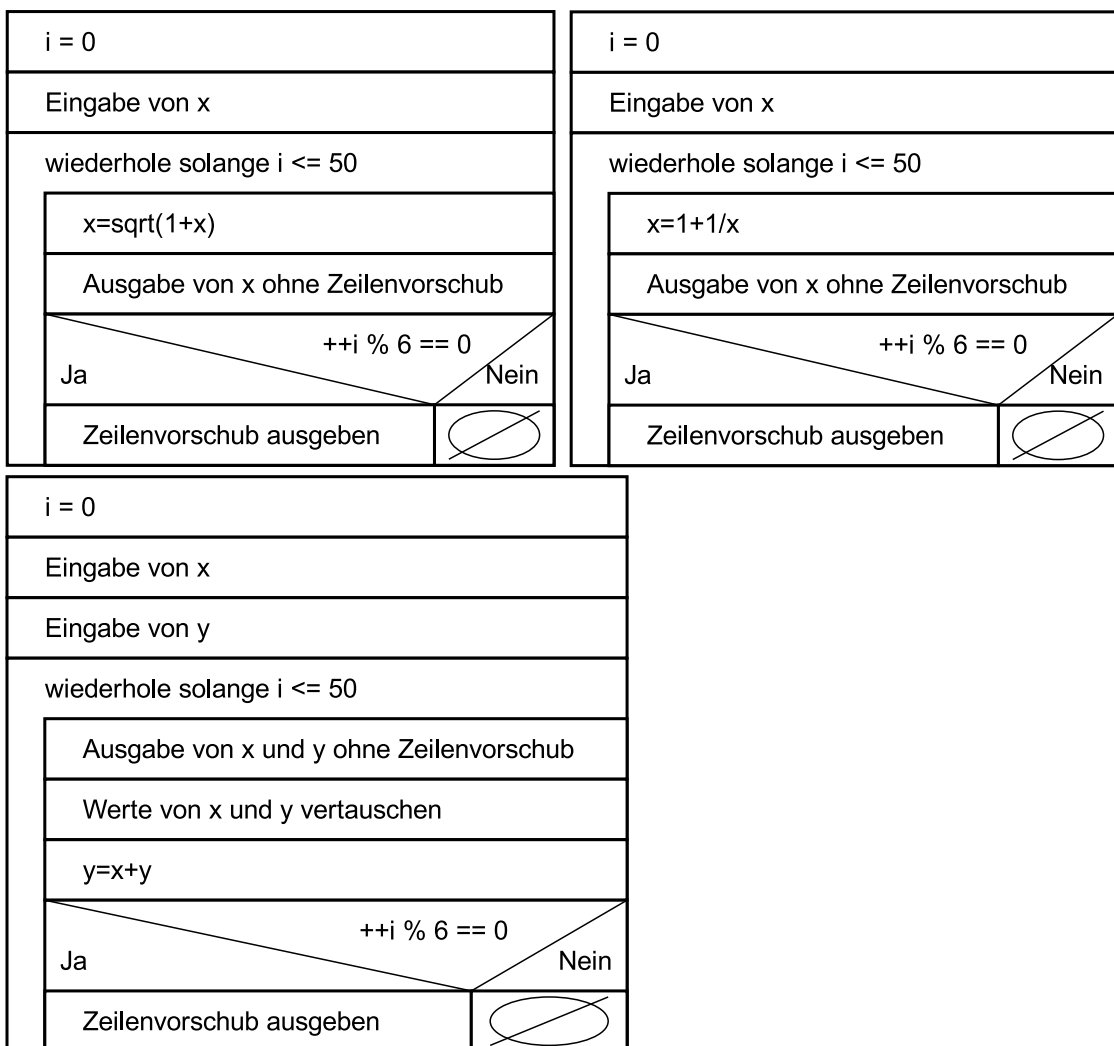 i = 0
Eingabe von x
wiederhole solange i <= 50
x=sqrt(1+x)
Ausgabe von x ohne Zeilenvorschub
++i % 6 == 0
Ja
Nein
Zeilenvorschub ausgeben
i = 0
Eingabe von x
wiederhole solange i <= 50
x=1+1/x
Ausgabe von x ohne Zeilenvorschub
++i % 6 == 0
Ja
Nein
Zeilenvorschub ausgeben
i = 0
Eingabe von x
Eingabe von y
wiederhole solange i <= 50
Ausgabe von x und y ohne Zeilenvorschub
Werte von x und y vertauschen
y=x+y
++i % 6 == 0
Ja
Nein
Zeilenvorschub ausgeben